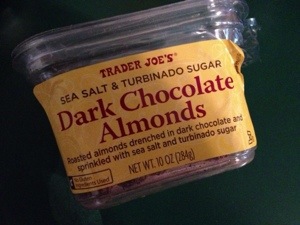 TRADER JOE'S®
SEA SALT & TURBINADO SUGAR
Dark Chocolate
Almonds
Roasted almonds drenched in dark chocolate and
sprinkled with sea salt and turbinado sugar
NET WT. 10 OZ (284g)